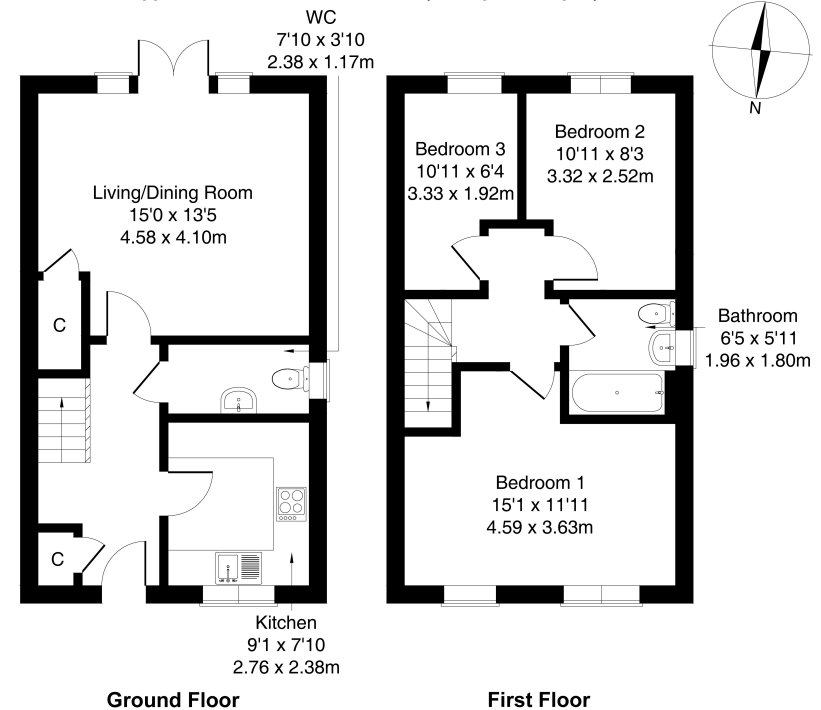 WC
7'10 x 3'10
2.38 x 1.17m
N
Living/Dining Room
15'0 x 13'5
4.58 x 4.10m
C
C
Kitchen
9'1 x 7'10
2.76 x 2.38m
Ground Floor
Bedroom 3
10'11 x 6'4
3.33 x 1.92m
Bedroom 2
10'11 x 8'3
3.32 x 2.52m
Bathroom
6'5 x 5'11
1.96 x 1.80m
Bedroom 1
15'1 x 11'11
4.59 x 3.63m
First Floor